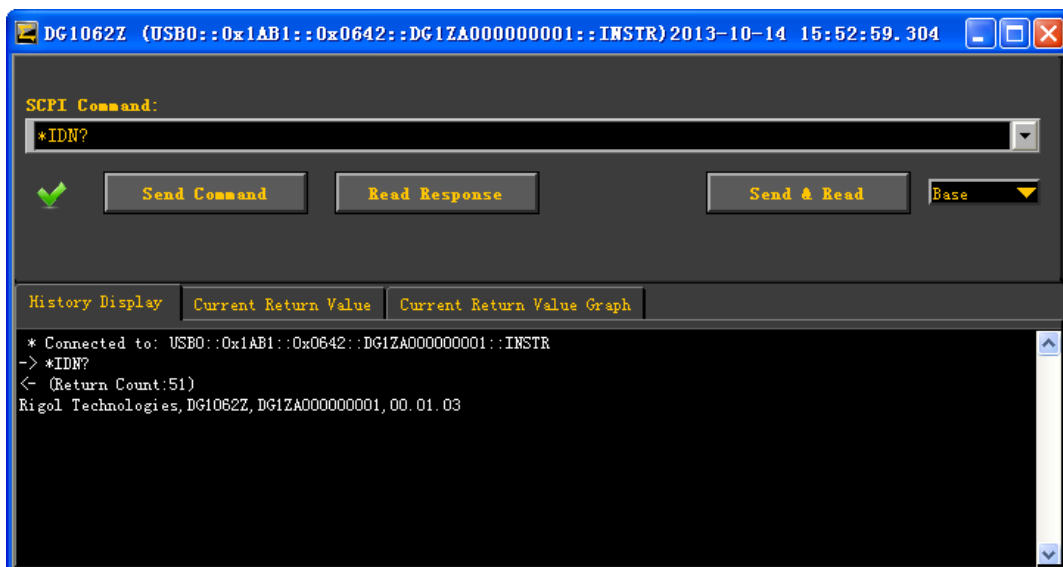 DG1062Z (USB0::0x1AB1::0x0642::DG1ZA000000001::INSTR)2013-10-14 15:52:59.304
SCPI Command:
*IDN?
Send Command Read Response Send & Read Base
History Display Current Return Value Current Return Value Graph
* Connected to: USB0::0x1AB1::0x0642::DG1ZA000000001::INSTR
-> *IDN?
<- (Return Count:51)
Rigol Technologies,DG1062Z,DG1ZA000000001,00.01.03